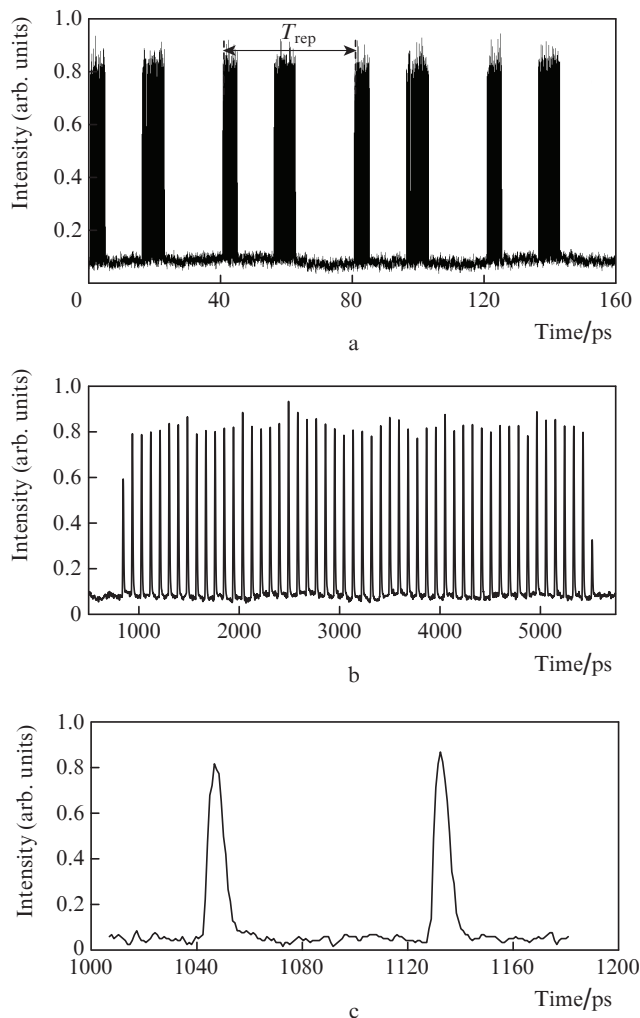 1.0
T_rep
0.8
0.6
0.4
0.2
0 40 80 120 160
Intensity (arb. units)
Time/ps
a
1.0
0.8
0.6
0.4
0.2
0
1000 2000 3000 4000 5000
Intensity (arb. units)
Time/ps
b
1.0
0.8
0.6
0.4
0.2
0
1000 1040 1080 1120 1160 1200
Intensity (arb. units)
Time/ps
c